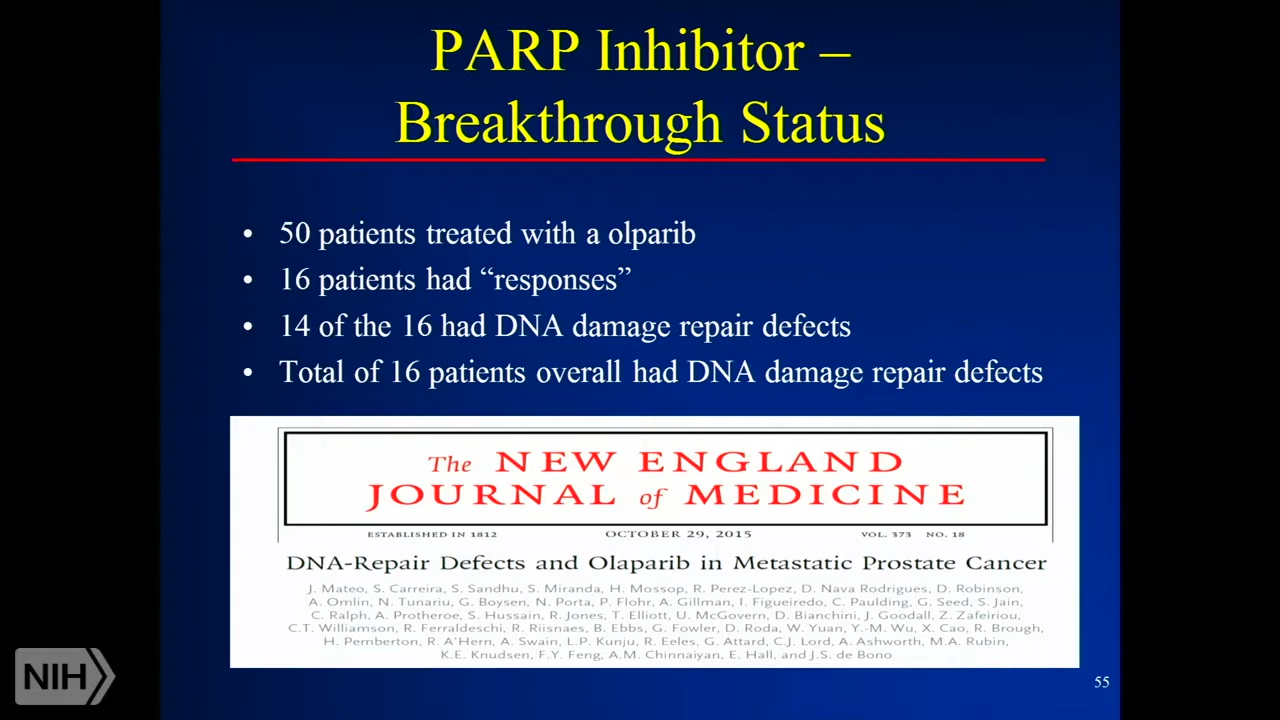 PARP Inhibitor –
Breakthrough Status
• 50 patients treated with a olparib
• 16 patients had “responses”
• 14 of the 16 had DNA damage repair defects
• Total of 16 patients overall had DNA damage repair defects
The NEW ENGLAND
JOURNAL of MEDICINE
ESTABLISHED IN 1812 OCTOBER 29, 2015 VOL. 373 NO. 18
DNA-Repair Defects and Olaparib in Metastatic Prostate Cancer
J. Mateo, S. Carreira, S. Sandhu, S. Miranda, H. Mossop, R. Perez-Lopez, D. Nava Rodrigues, D. Robinson,
A. Omlin, N. Tunariu, G. Boysen, N. Porta, P. Flohr, A. Gillman, I. Figueiredo, C. Paulding, G. Seed, S. Jain,
C. Ralph, A. Protheroe, S. Hussain, R. Jones, T. Elliott, U. McGovern, D. Bianchini, J. Goodall, Z. Zafeiriou,
C.T. Williamson, R. Ferraldeschi, R. Riisnaes, B. Ebbs, G. Fowler, D. Roda, W. Yuan, Y.-M. Wu, X. Cao, R. Brough,
H. Pemberton, R. A'Hern, A. Swain, L.P. Kunju, R. Eeles, G. Attard, C.J. Lord, A. Ashworth, M.A. Rubin,
K.E. Knudsen, F.Y. Feng, A.M. Chinnaiyan, E. Hall, and J.S. de Bono
NIH
55